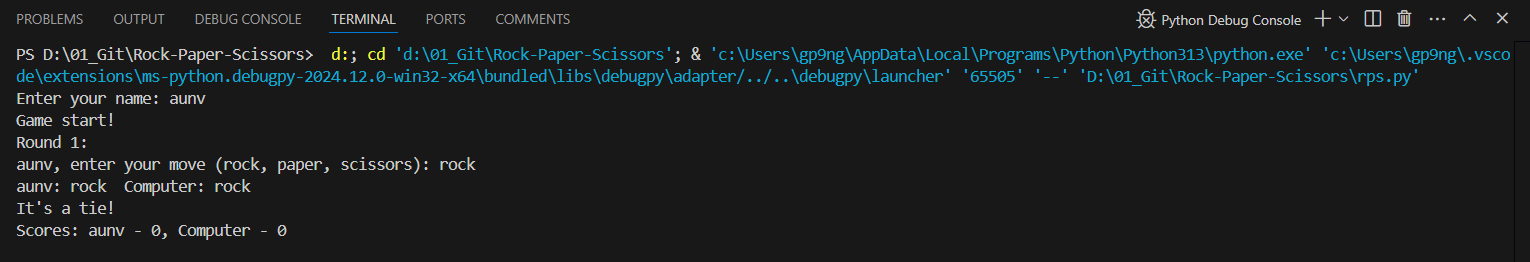 PROBLEMS OUTPUT DEBUG CONSOLE TERMINAL PORTS COMMENTS Python Debug Console
PS D:\01_Git\Rock-Paper-Scissors>  d:; cd 'd:\01_Git\Rock-Paper-Scissors'; & 'c:\Users\gp9ng\AppData\Local\Programs\Python\Python313\python.exe' 'c:\Users\gp9ng\.vsco
de\extensions\ms-python.debugpy-2024.12.0-win32-x64\bundled\libs\debugpy\adapter/../..\debugpy\launcher' '65505' '--' 'D:\01_Git\Rock-Paper-Scissors\rps.py'
Enter your name: aunv
Game start!
Round 1:
aunv, enter your move (rock, paper, scissors): rock
aunv: rock  Computer: rock
It's a tie!
Scores: aunv - 0, Computer - 0